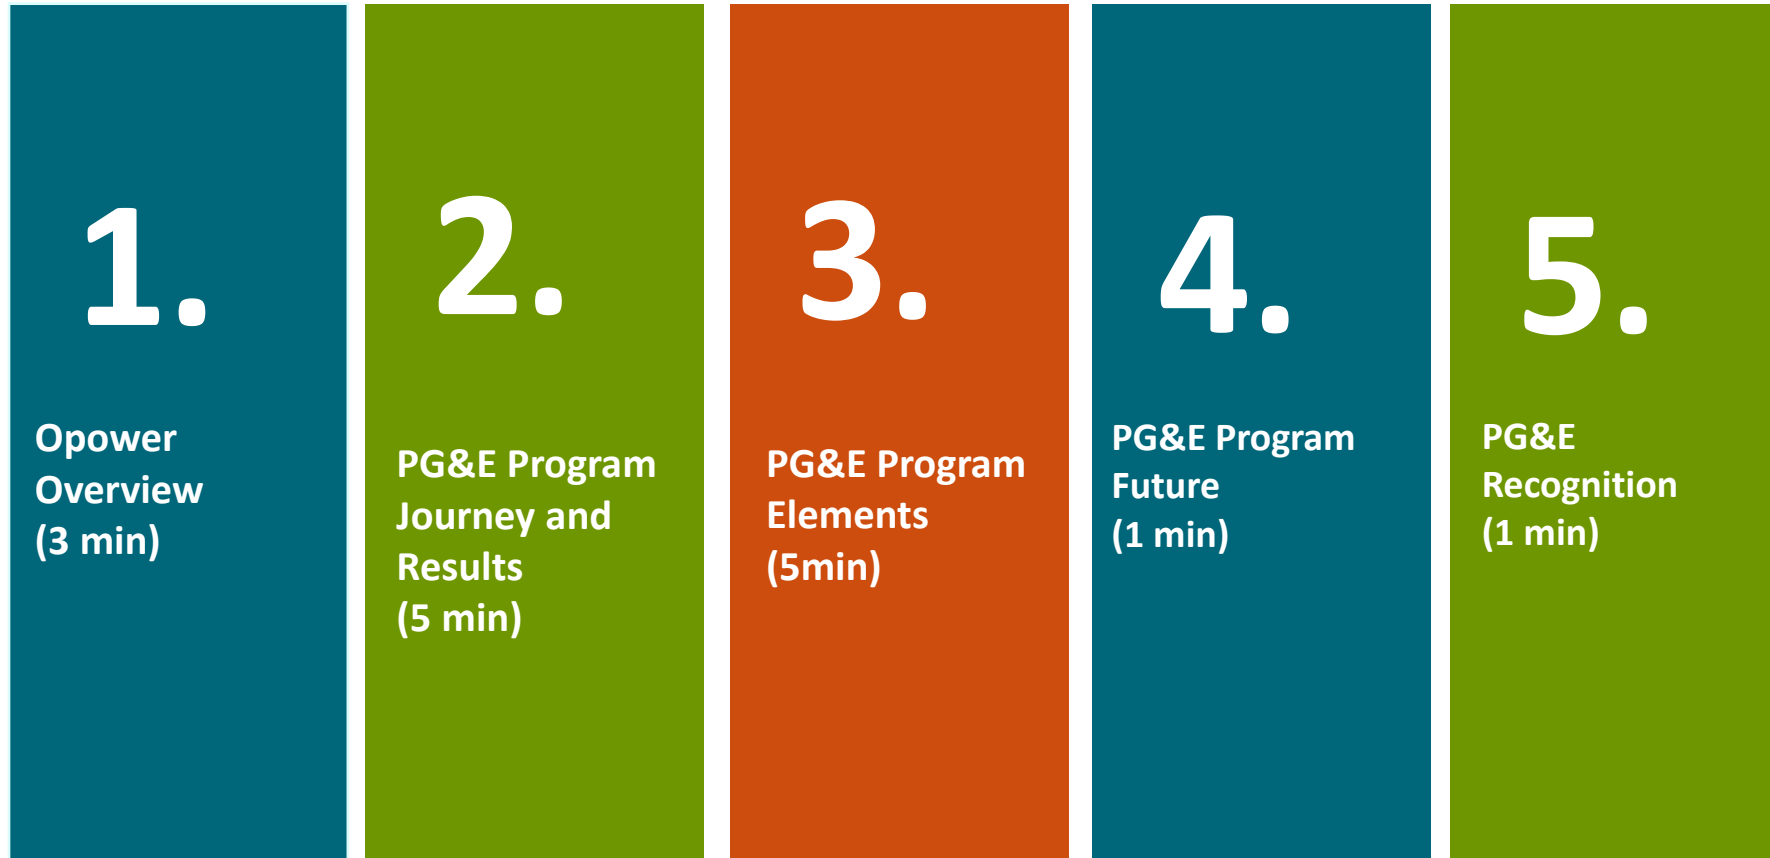 1.
Opower
Overview
(3 min)
2.
PG&E Program
Journey and
Results
(5 min)
3.
PG&E Program
Elements
(5min)
4.
PG&E Program
Future
(1 min)
5.
PG&E
Recognition
(1 min)